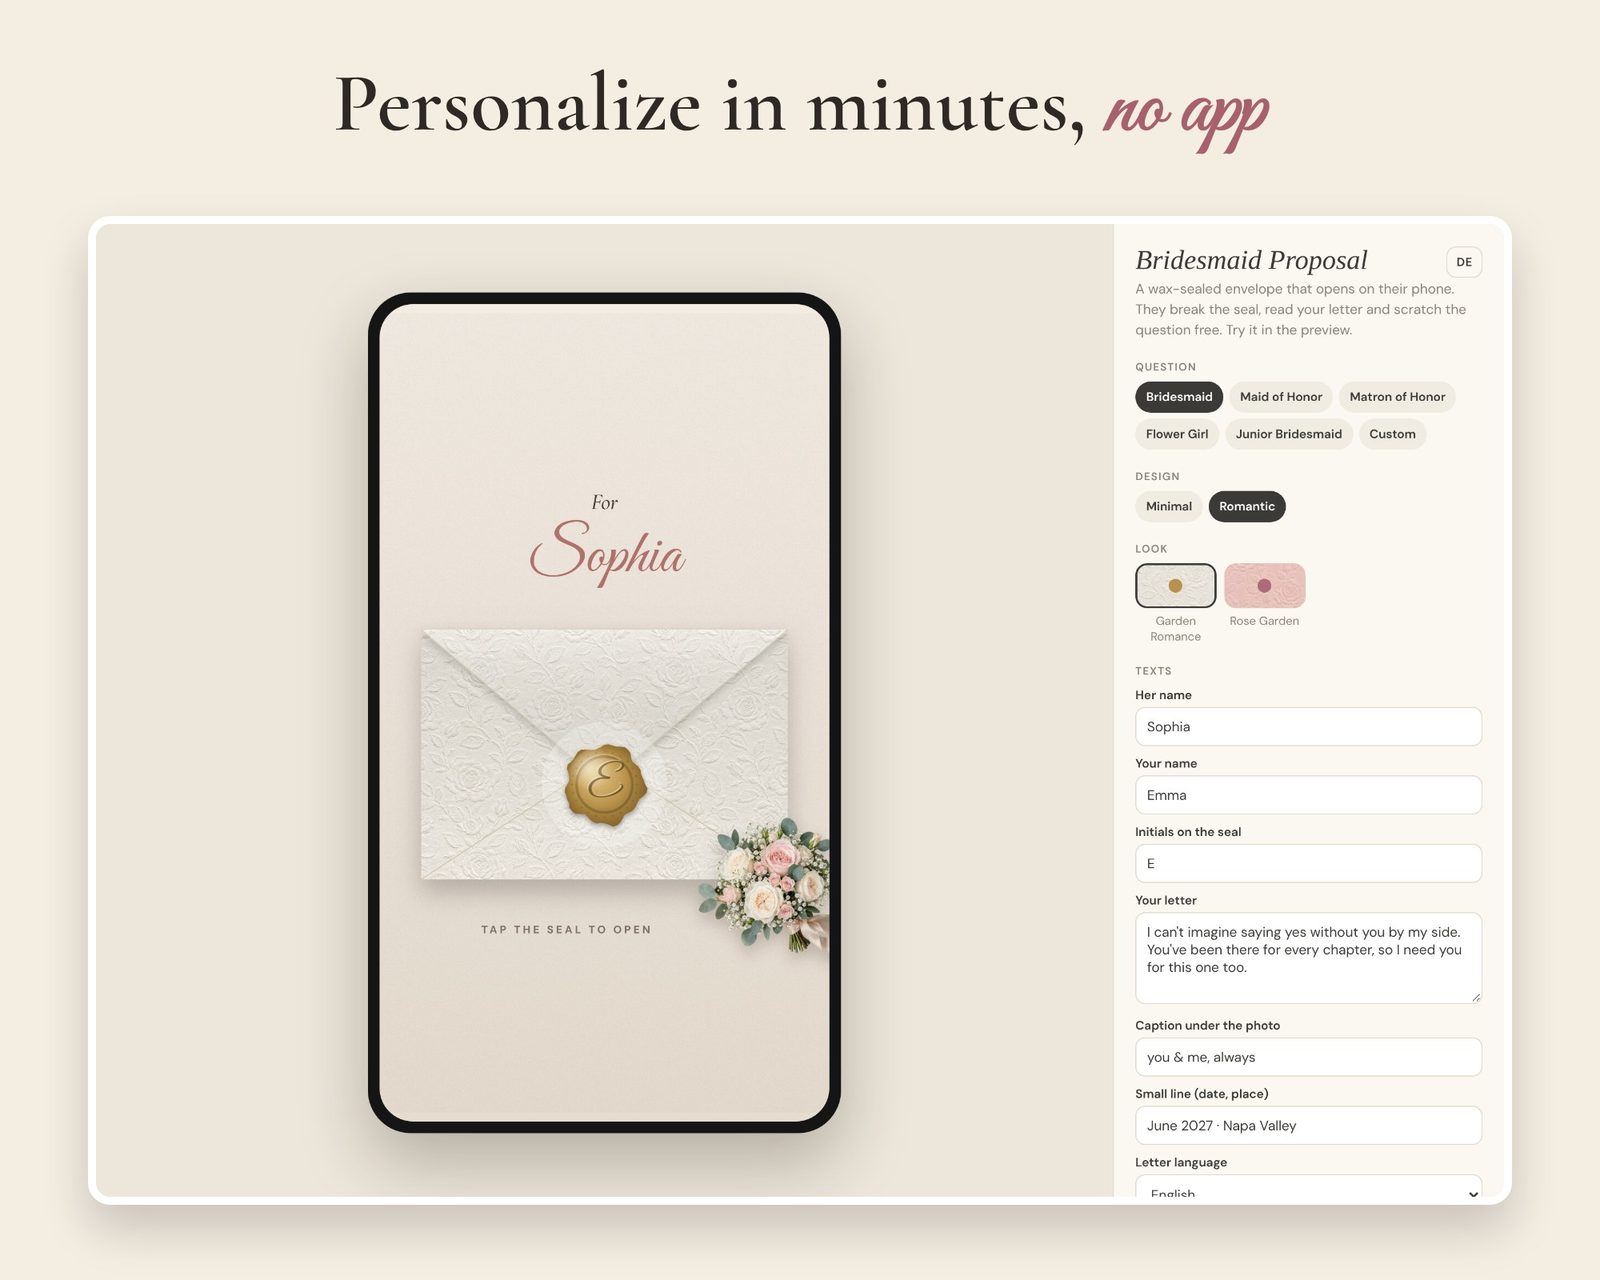 Personalize in minutes, no app
For
Sophia
E
TAP THE SEAL TO OPEN
Bridesmaid Proposal
DE
A wax-sealed envelope that opens on their phone.
They break the seal, read your letter and scratch the
question free. Try it in the preview.
QUESTION
Bridesmaid Maid of Honor Matron of Honor
Flower Girl Junior Bridesmaid Custom
DESIGN
Minimal Romantic
LOOK
Garden
Romance
Rose Garden
TEXTS
Her name
Sophia
Your name
Emma
Initials on the seal
E
Your letter
I can't imagine saying yes without you by my side.
You've been there for every chapter, so I need you
for this one too.
Caption under the photo
you & me, always
Small line (date, place)
June 2027 · Napa Valley
Letter language
English